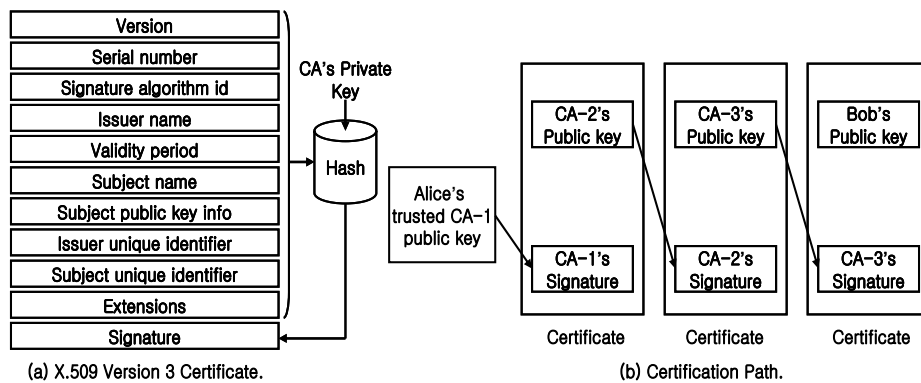 Version
Serial number
Signature algorithm id
Issuer name
Validity period
Subject name
Subject public key info
Issuer unique identifier
Subject unique identifier
Extensions
Signature
CA's Private
Key
Hash
(a) X.509 Version 3 Certificate.
Alice's
trusted CA-1
public key
CA-2's
Public key
CA-1's
Signature
Certificate
CA-3's
Public key
CA-2's
Signature
Certificate
Bob's
Public key
CA-3's
Signature
Certificate
(b) Certification Path.